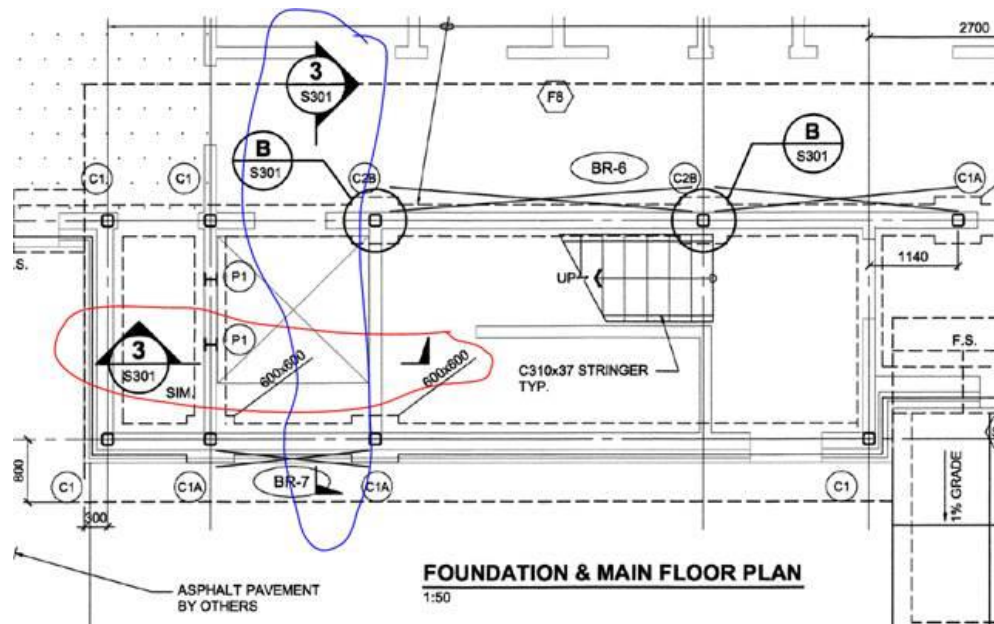 2700
3
S301
F8
B
S301
B
S301
BR-6
C1
C1
C2B
C2B
C1A
.S.
P1
UP
1140
P1
3
S301
SIM.
600x600
600x600
C310x37 STRINGER
TYP.
F.S.
800
C1
C1A
BR-7
C1A
C1
1% GRADE
300
FOUNDATION & MAIN FLOOR PLAN
1:50
ASPHALT PAVEMENT
BY OTHERS